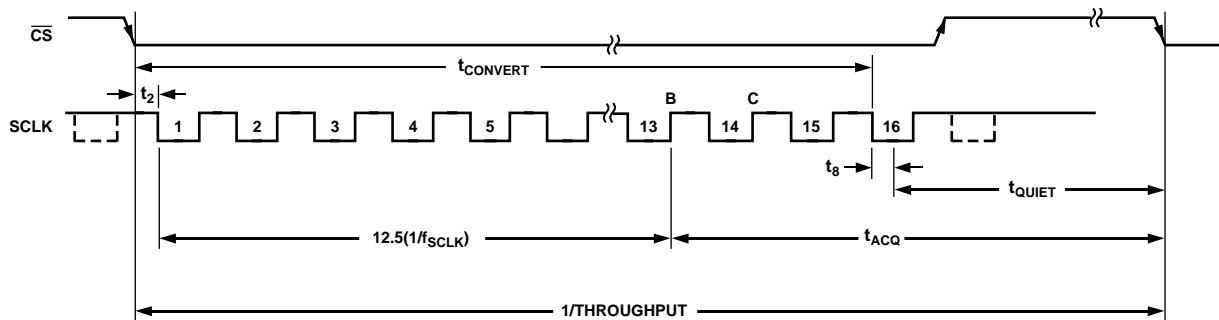 CS
tCONVERT
t2
B
C
SCLK
1
2
3
4
5
13
14
15
16
t8
tQUIET
12.5(1/fSCLK)
tACQ
1/THROUGHPUT